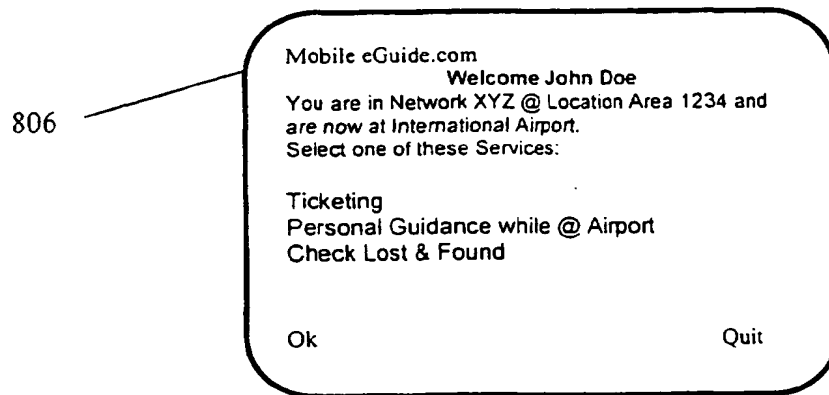 Mobile eGuide.com
Welcome John Doe
You are in Network XYZ @ Location Area 1234 and
are now at International Airport.
Select one of these Services:
Ticketing
Personal Guidance while @ Airport
Check Lost & Found
Ok Quit
806